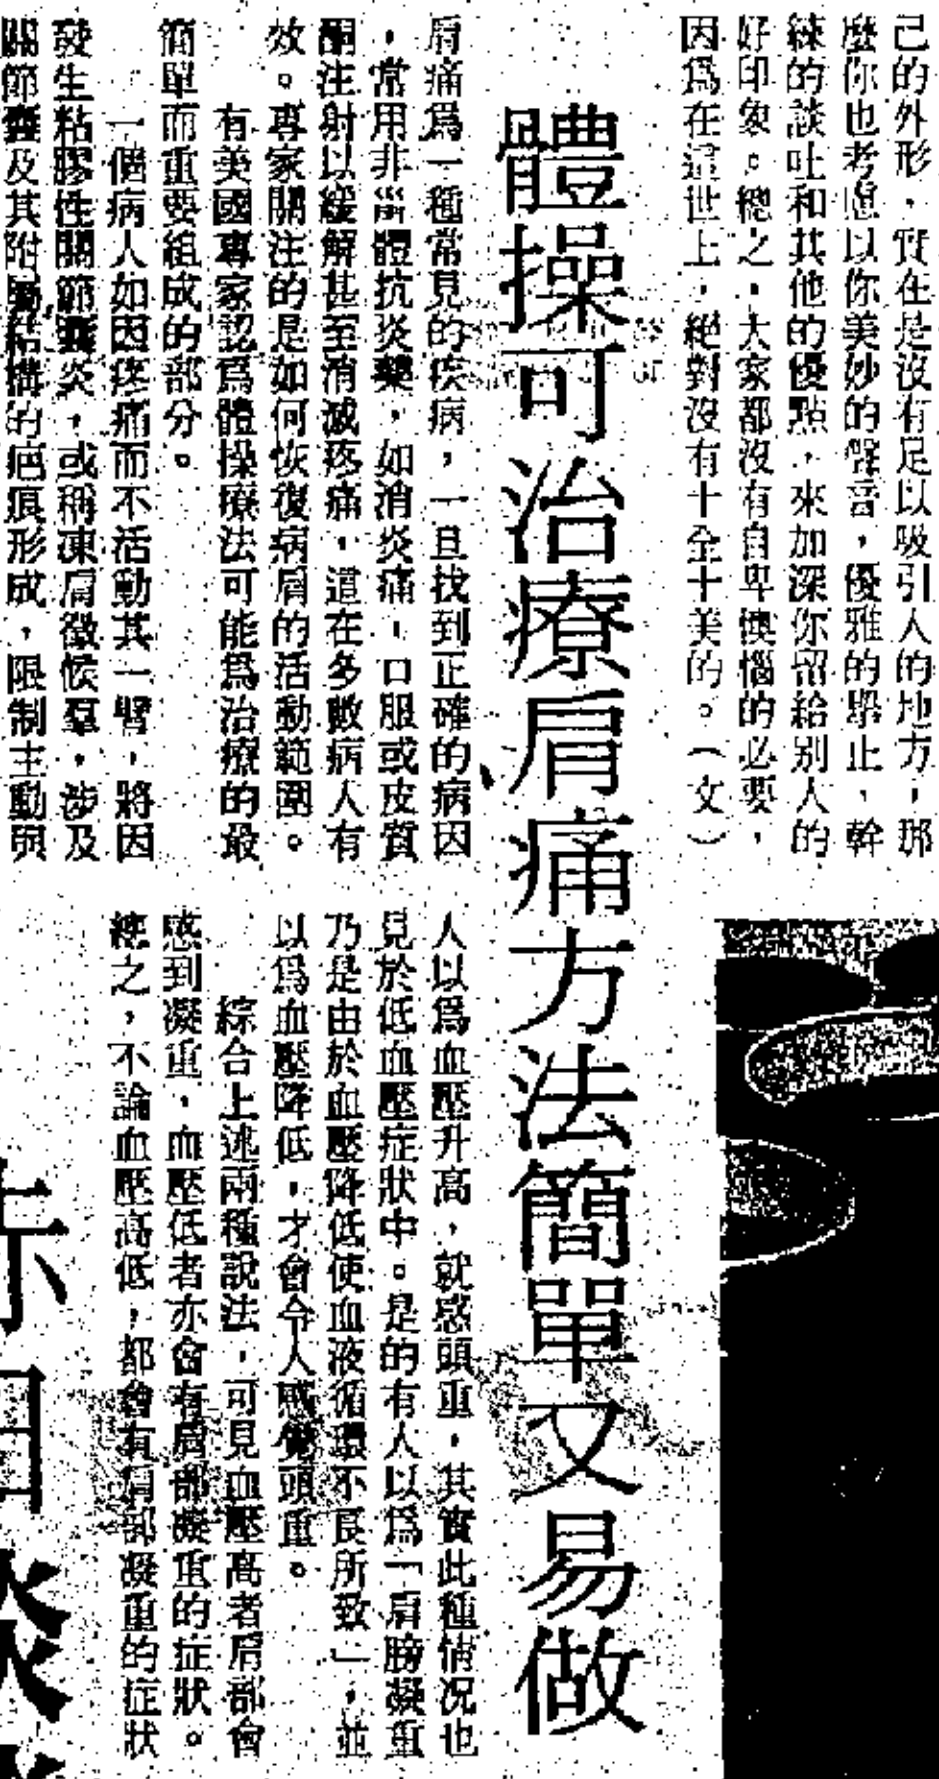 己的外形，實在是沒有足以吸引人的地方，那
麼你也考慮以你美妙的聲音，優雅的舉止，幹
練的談吐和其他的優點，來加深你留給別人的
好印象。總之，大家都沒有自卑懊惱的必要，
因爲在這世上，絕對沒有十全十美的。（文）
體操可治療肩痛方法簡單又易做
肩痛爲一種常見的疾病，一旦找到正確的病因
，常用非甾體抗炎藥，如消炎痛，口服或皮質
酮注射以緩解甚至消滅疼痛，道在多數病人有
效。專家關注的是如何恢復病肩的活動範圍。
有美國專家認爲體操療法可能爲治療的最
簡單而重要組成的部分。
一個病人如因疼痛而不活動其一臂，將因
發生粘膠性關節囊炎，或稱凍肩徵候羣，涉及
關節囊及其附屬結構的疤痕形成，限制主動與
人以爲血壓升高，就感頭重，其實此種情况也
見於低血壓症狀中。是的有人以爲「肩膀凝重
乃是由於血壓降低使血液循環不良所致」，並
以爲血壓降低，才會令人感覺頭重。
綜合上述兩種說法，可見血壓高者肩部會
感到凝重，血壓低者亦會有肩部凝重的症狀。
總之，不論血壓高低，都會有肩部凝重的症狀